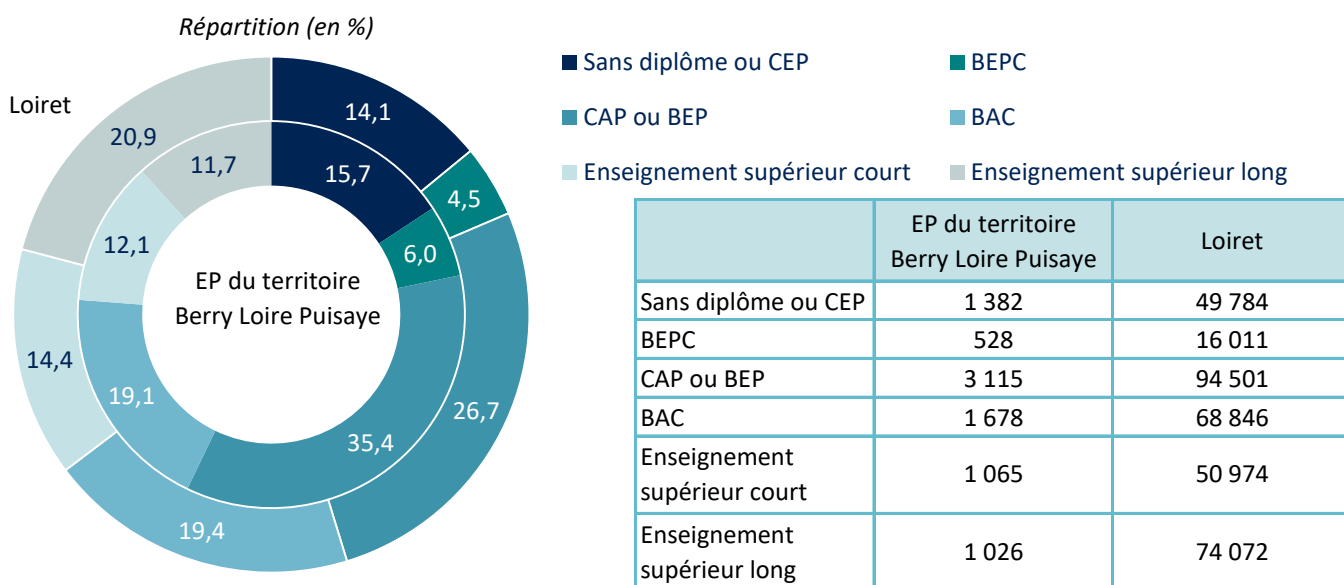 Répartition (en %)
Loiret
14,1
4,5
26,7
19,4
14,4
20,9
15,7
6,0
35,4
19,1
12,1
11,7
EP du territoire
Berry Loire Puisaye
Sans diplôme ou CEP
BEPC
CAP ou BEP
BAC
Enseignement supérieur court
Enseignement supérieur long
EP du territoire
Berry Loire Puisaye
Loiret
Sans diplôme ou CEP 1 382 49 784
BEPC 528 16 011
CAP ou BEP 3 115 94 501
BAC 1 678 68 846
Enseignement
supérieur court
1 065 50 974
Enseignement
supérieur long
1 026 74 072